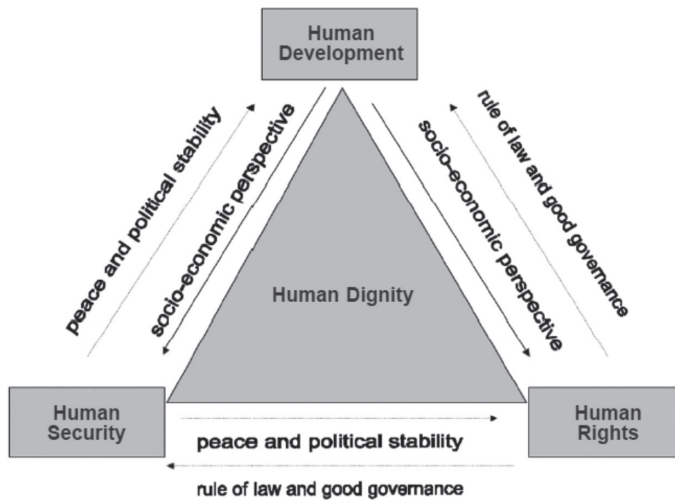 Human
Development
peace and political stability
socio-economic perspective
socio-economic perspective
rule of law and good governance
Human Dignity
Human
Security
Human
Rights
peace and political stability
rule of law and good governance